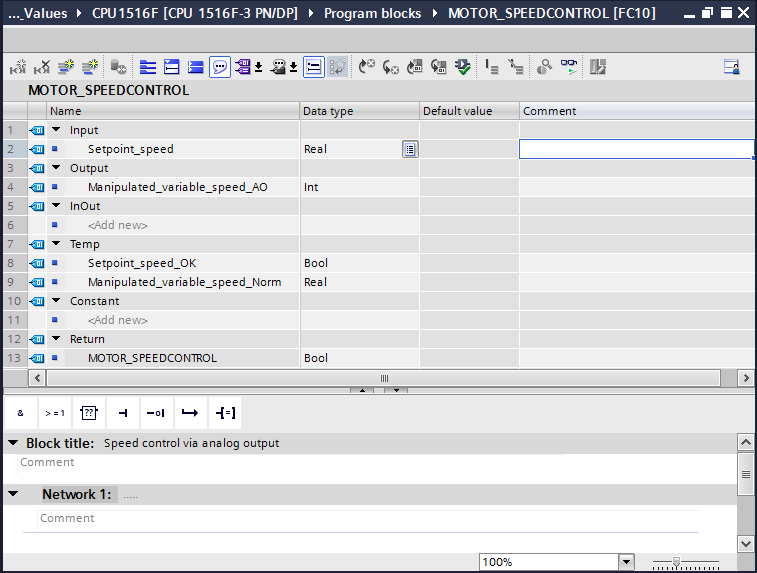 ..._Values CPU1516F [CPU 1516F-3 PN/DP] Program blocks MOTOR_SPEEDCONTROL [FC10]
MOTOR_SPEEDCONTROL
Name Data type Default value Comment
1 Input
2 Setpoint_speed Real
3 Output
4 Manipulated_variable_speed_AO Int
5 InOut
6 <Add new>
7 Temp
8 Setpoint_speed_OK Bool
9 Manipulated_variable_speed_Norm Real
10 Constant
11 <Add new>
12 Return
13 MOTOR_SPEEDCONTROL Bool
& >=1 ?? -o| [=]
Block title: Speed control via analog output
Comment
Network 1: .....
Comment
100%